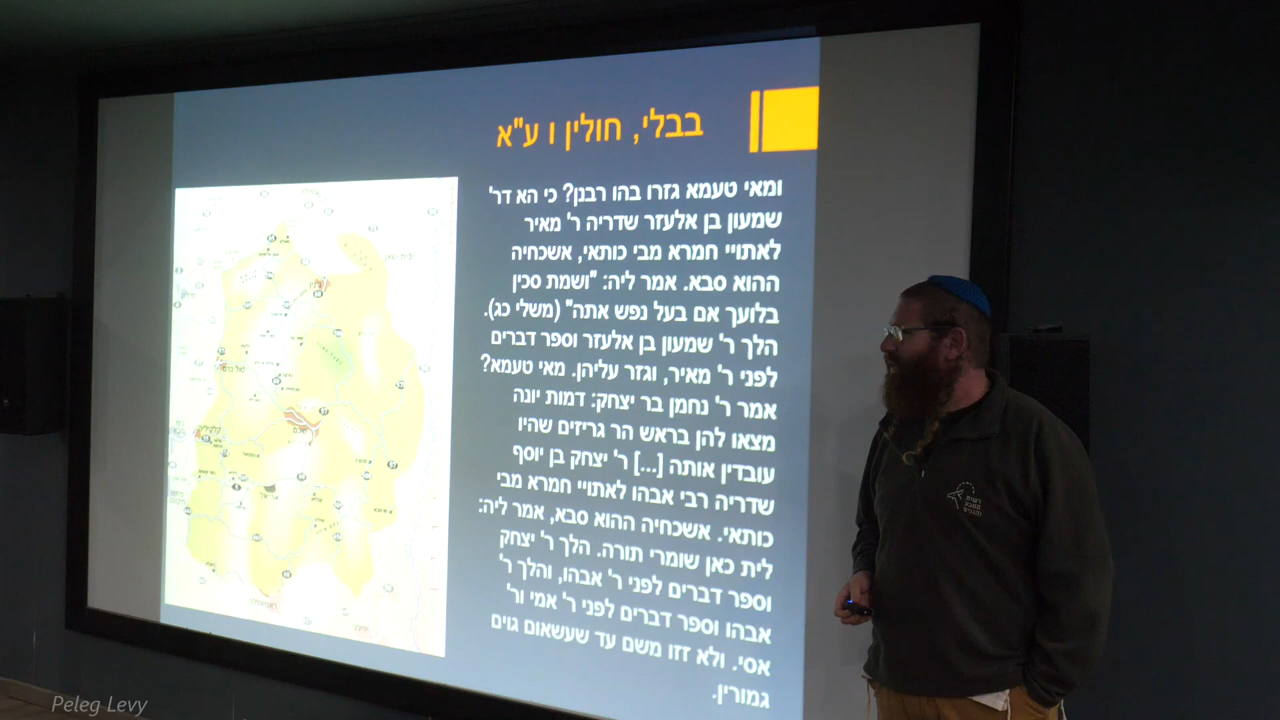 בבלי, חולין ו ע"א
ומאי טעמא גזרו בהו רבנן? כי הא דר'
שמעון בן אלעזר שדריה ר' מאיר
לאתויי חמרא מבי כותאי, אשכחיה
ההוא סבא. אמר ליה: "ושמת סכין
בלועך אם בעל נפש אתה" (משלי כג).
הלך ר' שמעון בן אלעזר וספר דברים
לפני ר' מאיר, וגזר עליהן. מאי טעמא?
אמר ר' נחמן בר יצחק: דמות יונה
מצאו להן בראש הר גריזים שהיו
עובדין אותה [...] ר' יצחק בן יוסף
שדריה רבי אבהו לאתויי חמרא מבי
כותאי. אשכחיה ההוא סבא, אמר ליה:
לית כאן שומרי תורה. הלך ר' יצחק
וספר דברים לפני ר' אבהו, והלך ר'
אבהו וספר דברים לפני ר' אמי ור'
אסי. ולא זזו משם עד שעשאום גוים
גמורין.
רשות
הטבע
והגנים
Peleg Levy